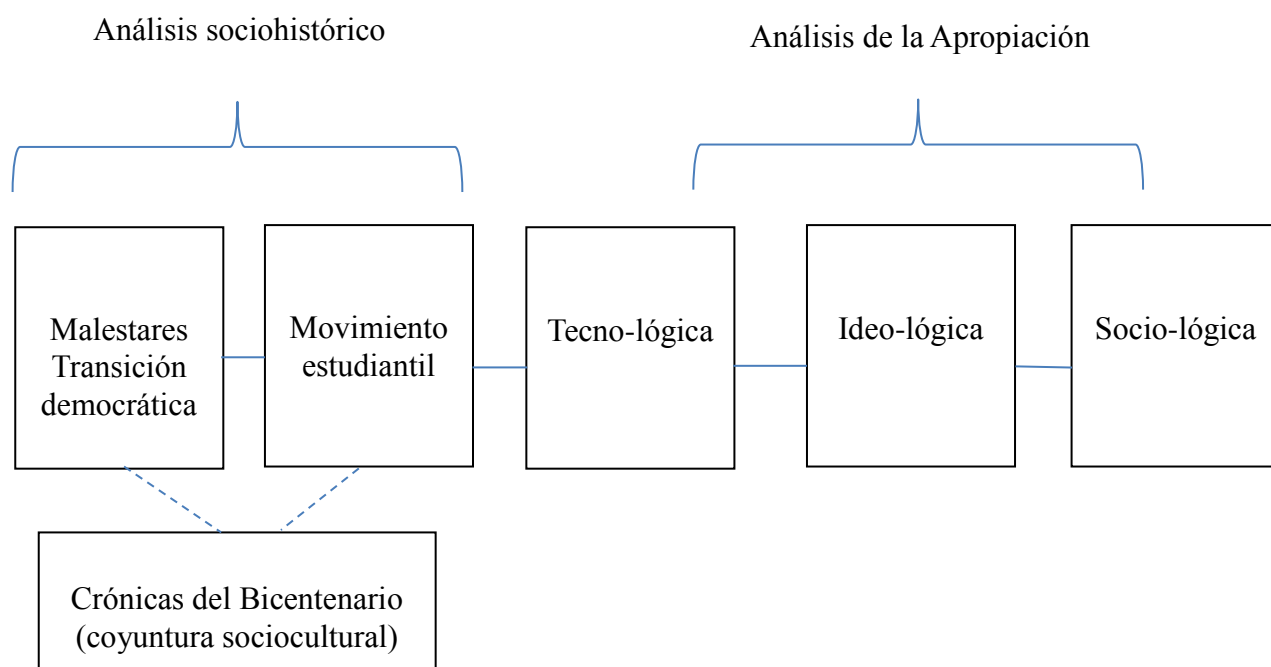 Análisis sociohistórico
Análisis de la Apropiación
Malestares
Transición
democrática
Movimiento
estudiantil
Tecno-lógica
Ideo-lógica
Socio-lógica
Crónicas del Bicentenario
(coyuntura sociocultural)